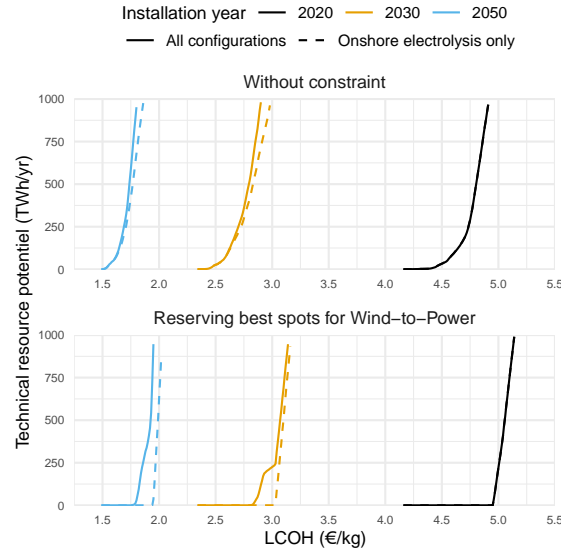 Installation year 2020 2030 2050
All configurations Onshore electrolysis only
Without constraint
1000
750
500
250
0
1.5 2.0 2.5 3.0 3.5 4.0 4.5 5.0 5.5
Reserving best spots for Wind−to−Power
1000
750
500
250
0
1.5 2.0 2.5 3.0 3.5 4.0 4.5 5.0 5.5
LCOH (€/kg)
Technical resource potentiel (TWh/yr)